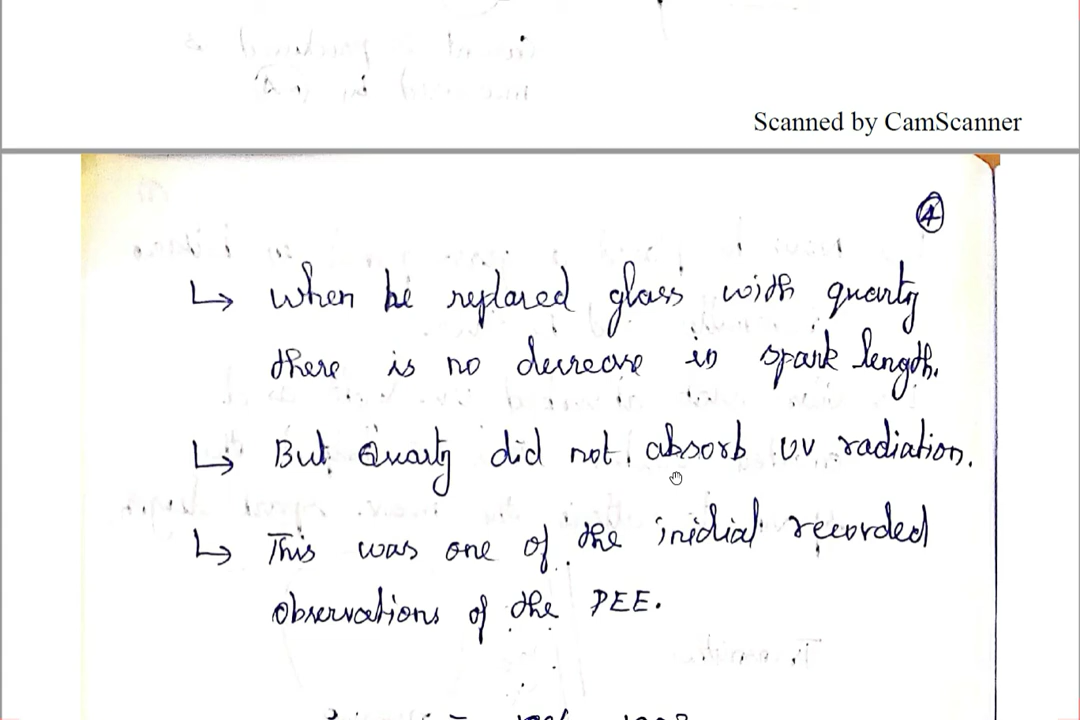 Scanned by CamScanner
4
↳ When he replaced glass with quartz
there is no decrease in spark length.
↳ But Quartz did not absorb UV radiation.
↳ This was one of the initial recorded
observations of the PEE.